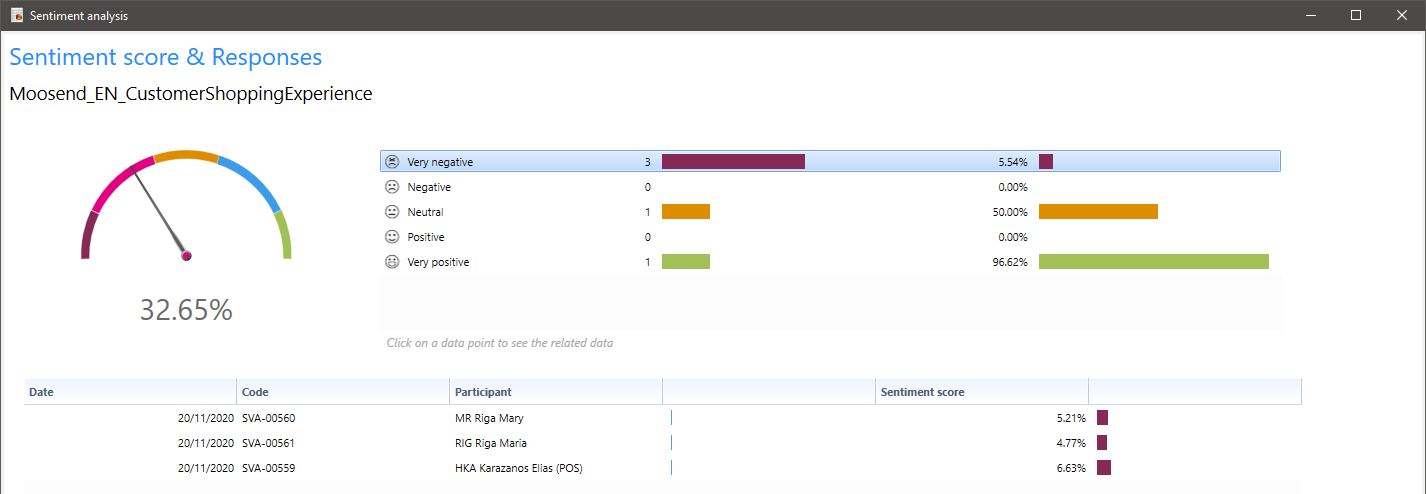 Sentiment analysis
Sentiment score & Responses
Moosend_EN_CustomerShoppingExperience
32.65%
Very negative 3 5.54%
Negative 0 0.00%
Neutral 1 50.00%
Positive 0 0.00%
Very positive 1 96.62%
Click on a data point to see the related data
Date Code Participant Sentiment score
20/11/2020 SVA-00560 MR Riga Mary 5.21%
20/11/2020 SVA-00561 RIG Riga Maria 4.77%
20/11/2020 SVA-00559 HKA Karazanos Elias (POS) 6.63%